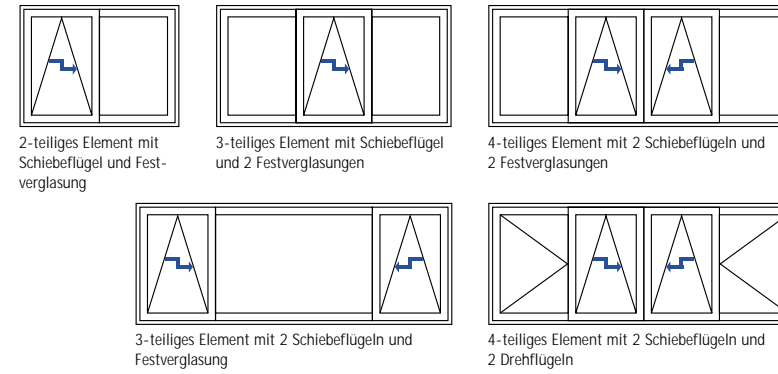 2-teiliges Element mit
Schiebeflügel und Fest-
verglasung
3-teiliges Element mit Schiebeflügel
und 2 Festverglasungen
4-teiliges Element mit 2 Schiebeflügeln und
2 Festverglasungen
3-teiliges Element mit 2 Schiebeflügeln und
Festverglasung
4-teiliges Element mit 2 Schiebeflügeln und
2 Drehflügeln